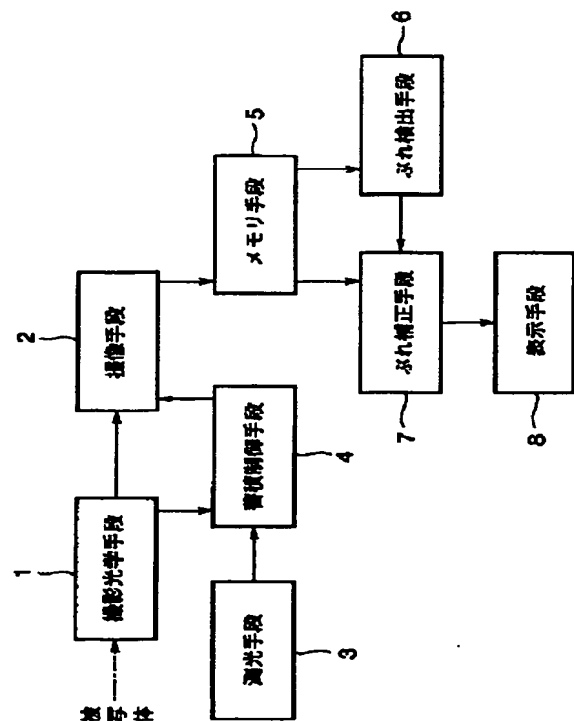 被写体
1
撮影光学手段
2
撮像手段
3
測光手段
4
蓄積制御手段
5
メモリ手段
6
ぶれ検出手段
7
ぶれ補正手段
8
表示手段